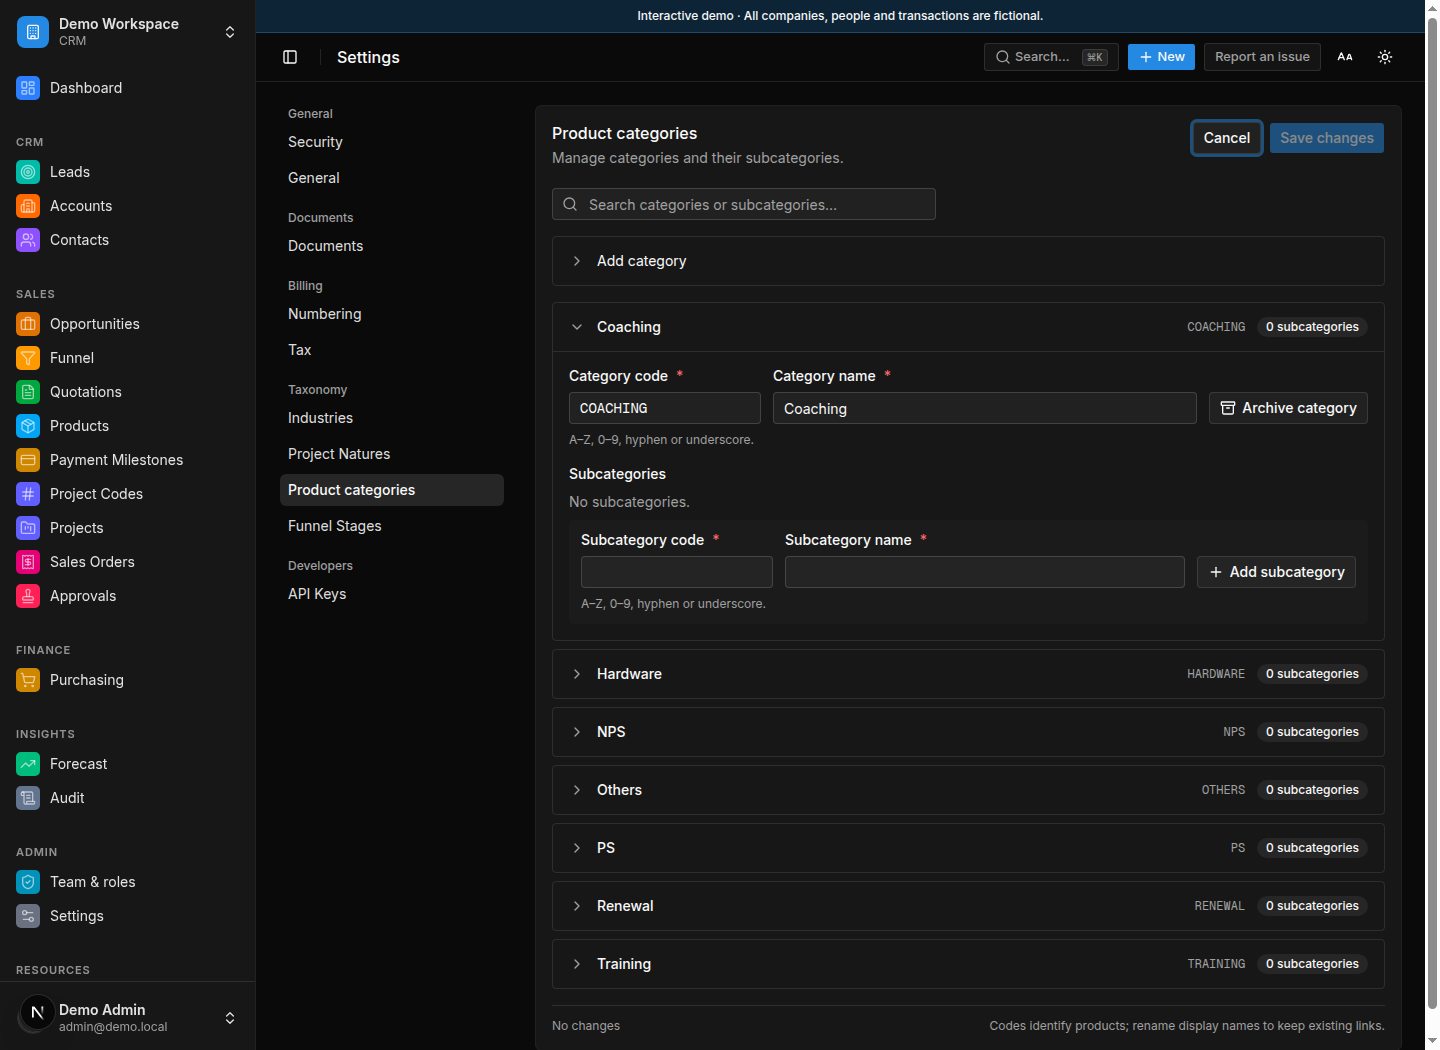 Interactive demo · All companies, people and transactions are fictional.
Demo Workspace
CRM
Dashboard
CRM
Leads
Accounts
Contacts
SALES
Opportunities
Funnel
Quotations
Products
Payment Milestones
Project Codes
Projects
Sales Orders
Approvals
FINANCE
Purchasing
INSIGHTS
Forecast
Audit
ADMIN
Team & roles
Settings
RESOURCES
N
Demo Admin
admin@demo.local
Settings
Search... ⌘K
+ New
Report an issue
AA
General
Security
General
Documents
Documents
Billing
Numbering
Tax
Taxonomy
Industries
Project Natures
Product categories
Funnel Stages
Developers
API Keys
Product categories
Manage categories and their subcategories.
Cancel
Save changes
Search categories or subcategories...
Add category
Coaching COACHING 0 subcategories
Category code * Category name *
COACHING Coaching Archive category
A–Z, 0–9, hyphen or underscore.
Subcategories
No subcategories.
Subcategory code * Subcategory name *
+ Add subcategory
A–Z, 0–9, hyphen or underscore.
Hardware HARDWARE 0 subcategories
NPS NPS 0 subcategories
Others OTHERS 0 subcategories
PS PS 0 subcategories
Renewal RENEWAL 0 subcategories
Training TRAINING 0 subcategories
No changes
Codes identify products; rename display names to keep existing links.